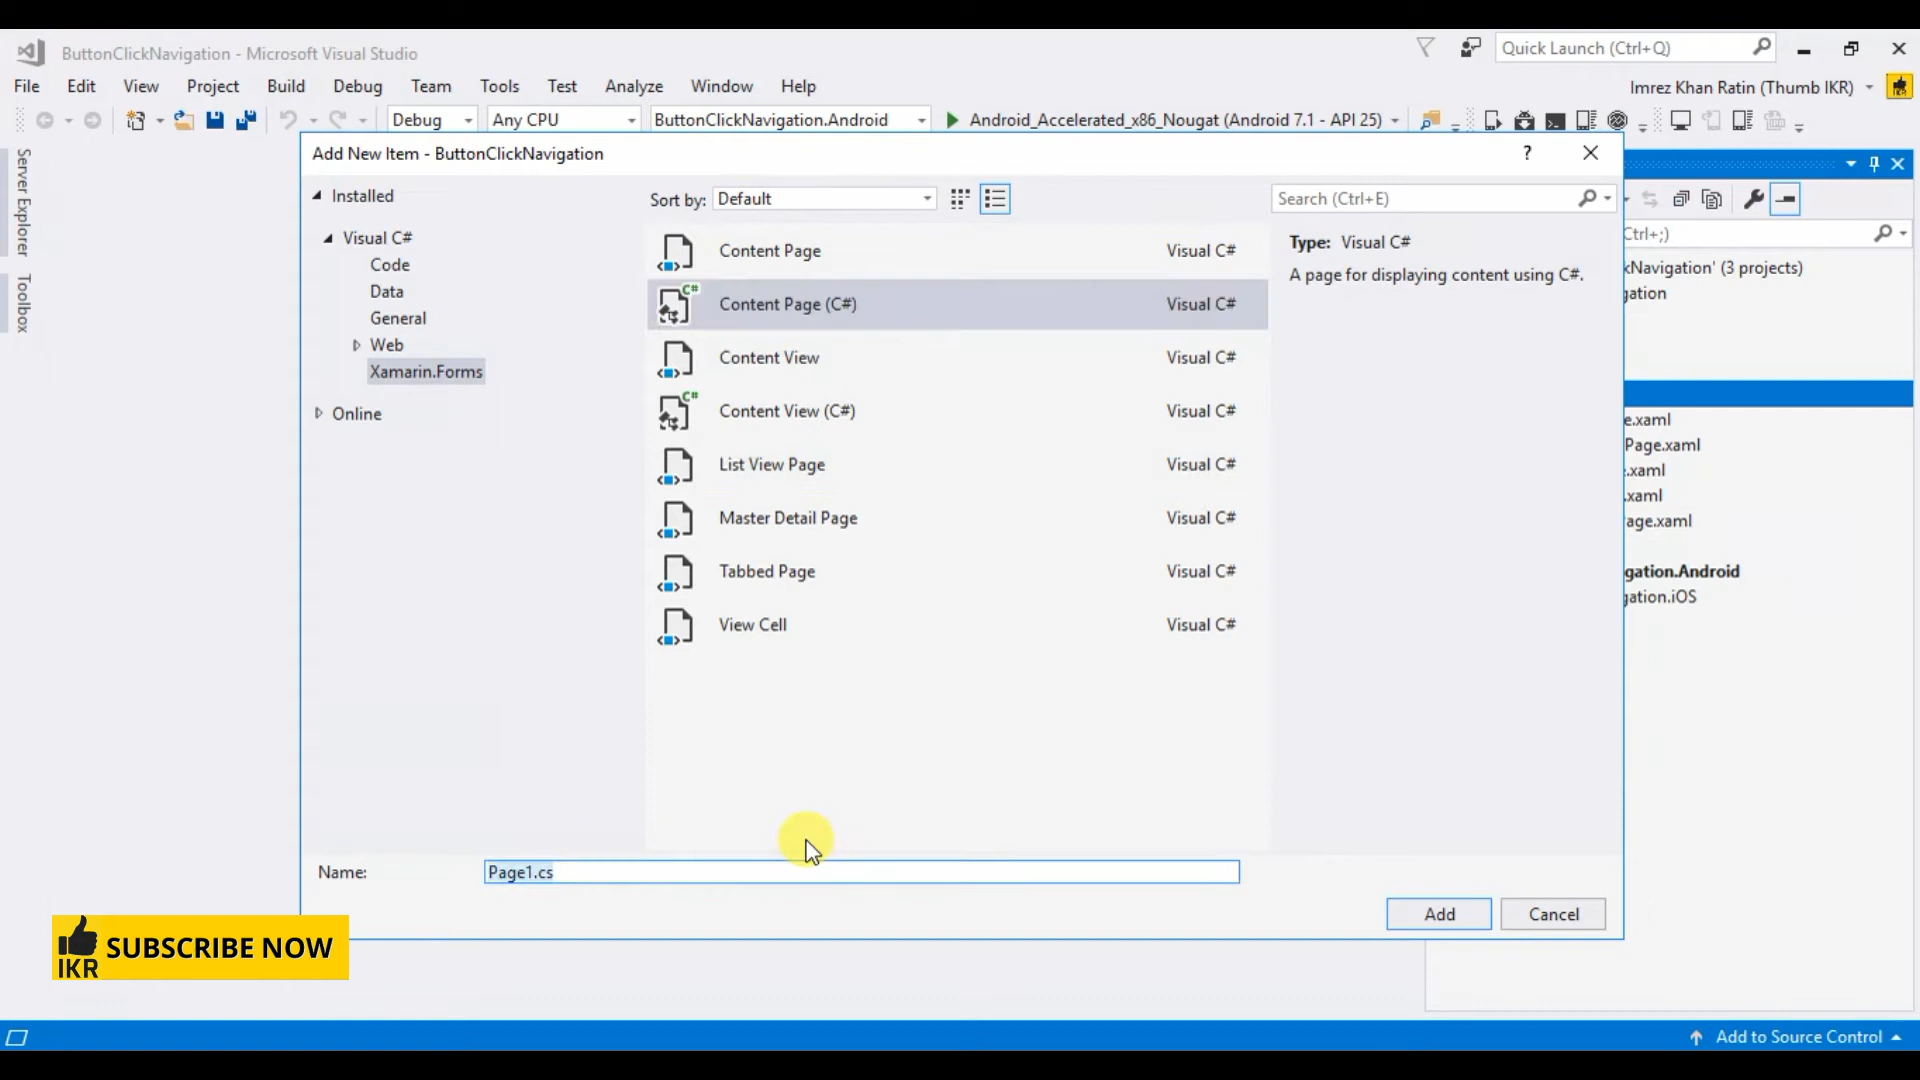 ButtonClickNavigation - Microsoft Visual Studio
Quick Launch (Ctrl+Q)
File Edit View Project Build Debug Team Tools Test Analyze Window Help
Imrez Khan Ratin (Thumb IKR)
Debug Any CPU ButtonClickNavigation.Android Android_Accelerated_x86_Nougat (Android 7.1 - API 25)
Server Explorer
Toolbox
Add New Item - ButtonClickNavigation
?
Installed
Visual C#
Code
Data
General
Web
Xamarin.Forms
Online
Sort by: Default
Search (Ctrl+E)
Content Page Visual C#
Content Page (C#) Visual C#
Content View Visual C#
Content View (C#) Visual C#
List View Page Visual C#
Master Detail Page Visual C#
Tabbed Page Visual C#
View Cell Visual C#
Type: Visual C#
A page for displaying content using C#.
Ctrl+;)
kNavigation' (3 projects)
gation
e.xaml
Page.xaml
.xaml
.xaml
age.xaml
gation.Android
gation.iOS
Name: Page1.cs
Add Cancel
IKR SUBSCRIBE NOW
Add to Source Control